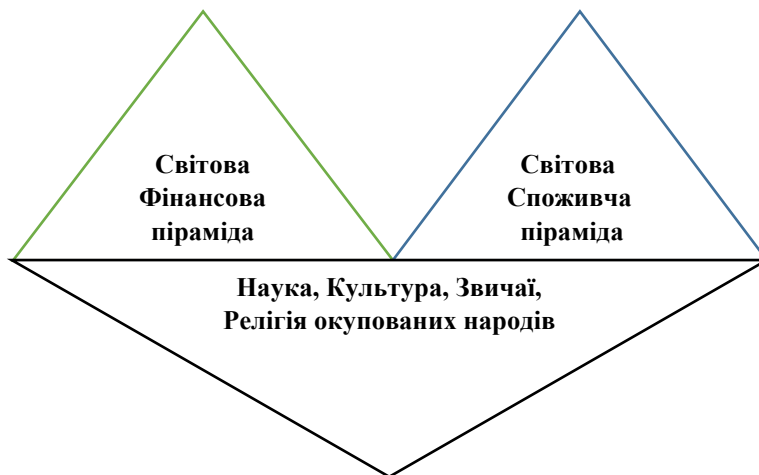 Світова
Фінансова
піраміда
Світова
Споживча
піраміда
Наука, Культура, Звичаї,
Релігія окупованих народів